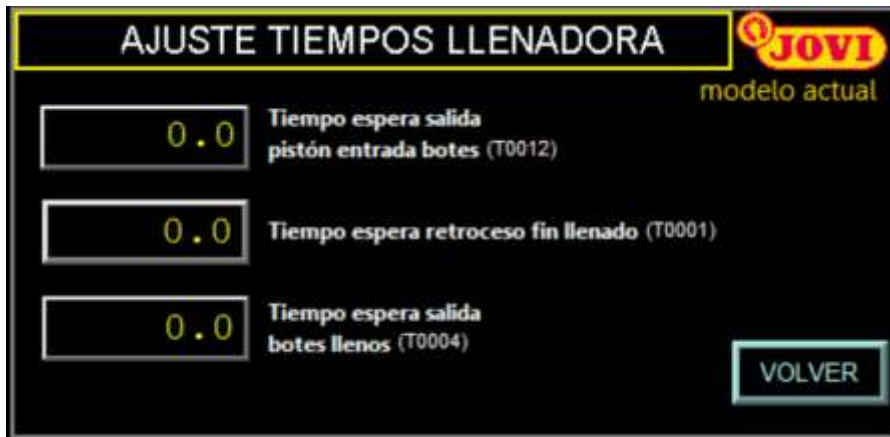 AJUSTE TIEMPOS LLENADORA
JOVI
modelo actual
0.0
Tiempo espera salida
pistón entrada botes (T0012)
0.0
Tiempo espera retroceso fin llenado (T0001)
0.0
Tiempo espera salida
botes llenos (T0004)
VOLVER